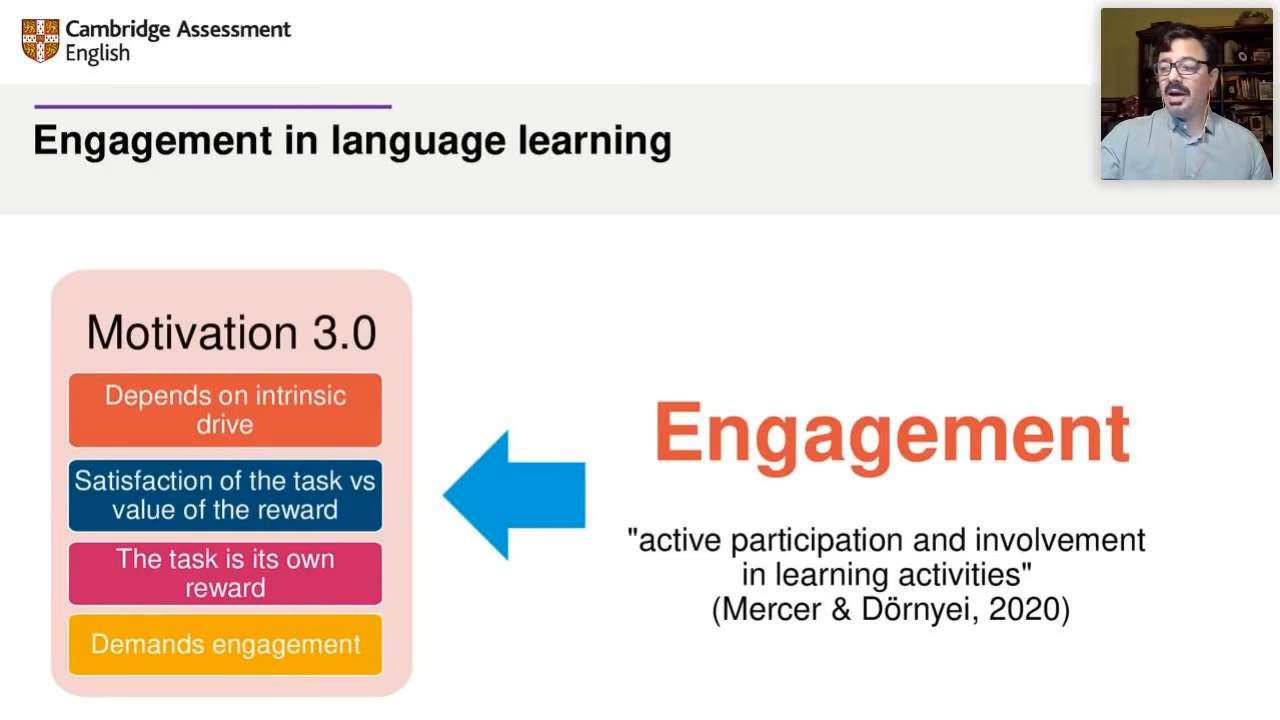 Cambridge Assessment
English
Engagement in language learning
Motivation 3.0
Depends on intrinsic
drive
Satisfaction of the task vs
value of the reward
The task is its own
reward
Demands engagement
Engagement
"active participation and involvement
in learning activities"
(Mercer & Dörnyei, 2020)